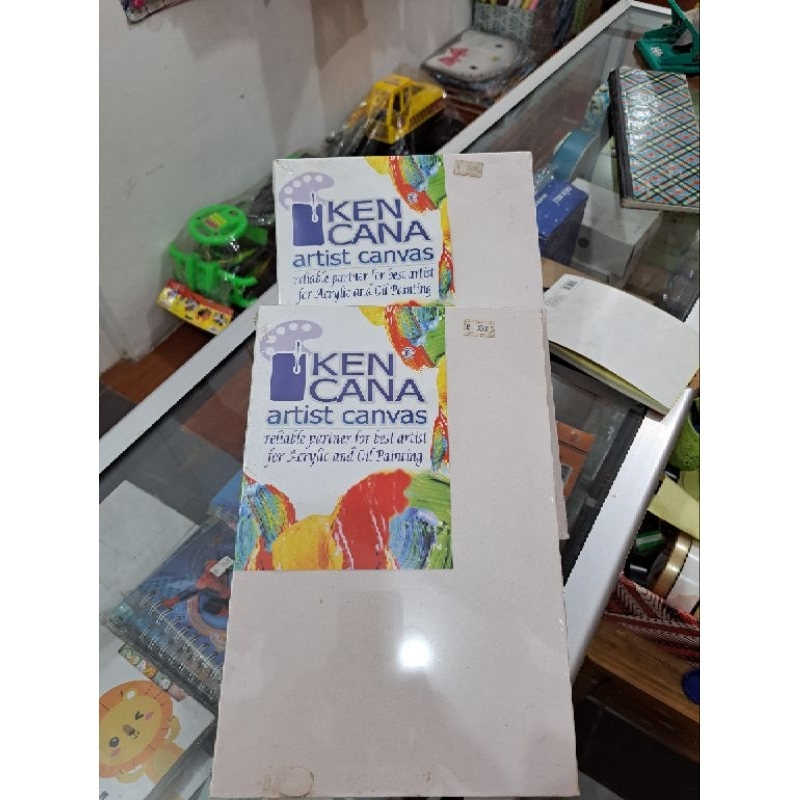 KEN
CANA
artist canvas
reliable partner for best artist
for Acrylic and Oil Painting
KEN
CANA
artist canvas
reliable partner for best artist
for Acrylic and Oil Painting